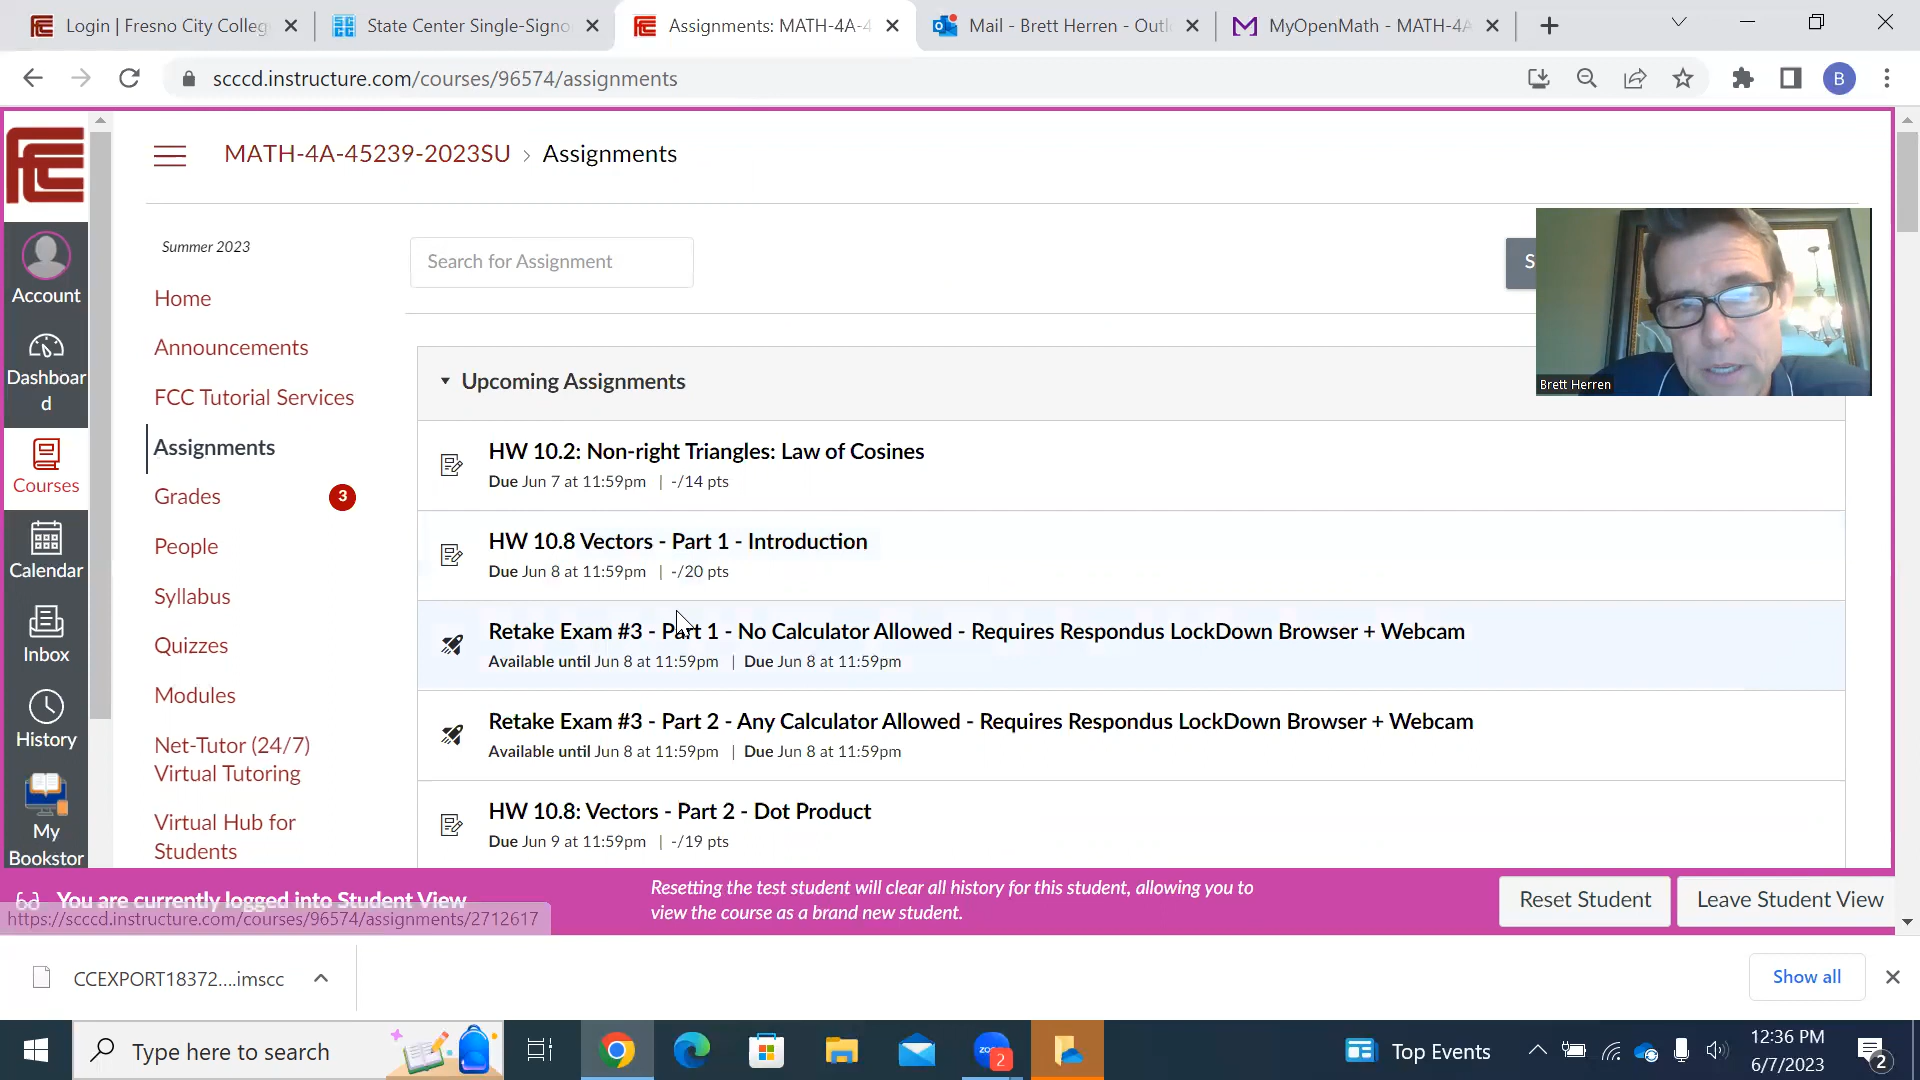 Login | Fresno City Colleg
State Center Single-Signo
Assignments: MATH-4A-4
Mail - Brett Herren - Outl
MyOpenMath - MATH-4A
scccd.instructure.com/courses/96574/assignments
B
MATH-4A-45239-2023SU > Assignments
Account
Dashboar
d
Courses
Calendar
Inbox
History
My
Bookstor
Summer 2023
Home
Announcements
FCC Tutorial Services
Assignments
Grades 3
People
Syllabus
Quizzes
Modules
Net-Tutor (24/7)
Virtual Tutoring
Virtual Hub for
Students
Search for Assignment
S
Brett Herren
Upcoming Assignments
HW 10.2: Non-right Triangles: Law of Cosines
Due Jun 7 at 11:59pm | -/14 pts
HW 10.8 Vectors - Part 1 - Introduction
Due Jun 8 at 11:59pm | -/20 pts
Retake Exam #3 - Part 1 - No Calculator Allowed - Requires Respondus LockDown Browser + Webcam
Available until Jun 8 at 11:59pm | Due Jun 8 at 11:59pm
Retake Exam #3 - Part 2 - Any Calculator Allowed - Requires Respondus LockDown Browser + Webcam
Available until Jun 8 at 11:59pm | Due Jun 8 at 11:59pm
HW 10.8: Vectors - Part 2 - Dot Product
Due Jun 9 at 11:59pm | -/19 pts
You are currently logged into Student View
https://scccd.instructure.com/courses/96574/assignments/2712617
Resetting the test student will clear all history for this student, allowing you to
view the course as a brand new student.
Reset Student
Leave Student View
CCEXPORT18372....imscc
Show all
Type here to search
zoom
2
Top Events
12:36 PM
6/7/2023
2